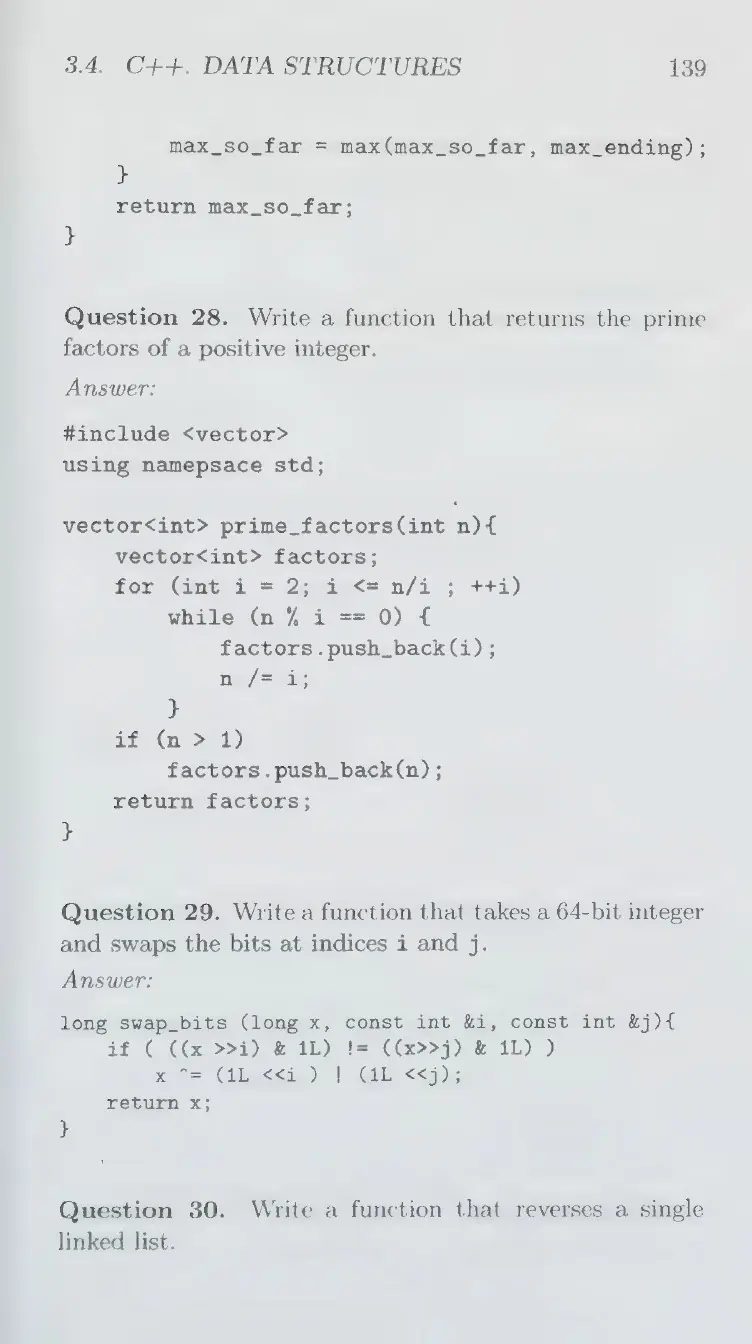 3.4. C++. DATA STRUCTURES 139
max_so_far = max(max_so_far, max_ending);
}
return max_so_far;
}
Question 28. Write a function that returns the prime
factors of a positive integer.
Answer:
#include <vector>
using namepsace std;
vector<int> prime_factors(int n){
vector<int> factors;
for (int i = 2; i <= n/i ; ++i)
while (n % i == 0) {
factors.push_back(i);
n /= i;
}
if (n > 1)
factors.push_back(n);
return factors;
}
Question 29. Write a function that takes a 64-bit integer
and swaps the bits at indices i and j.
Answer:
long swap_bits (long x, const int &i, const int &j){
if ( ((x >>i) & 1L) != ((x>>j) & 1L) )
x ^= (1L <<i ) | (1L <<j);
return x;
}
Question 30. Write a function that reverses a single
linked list.